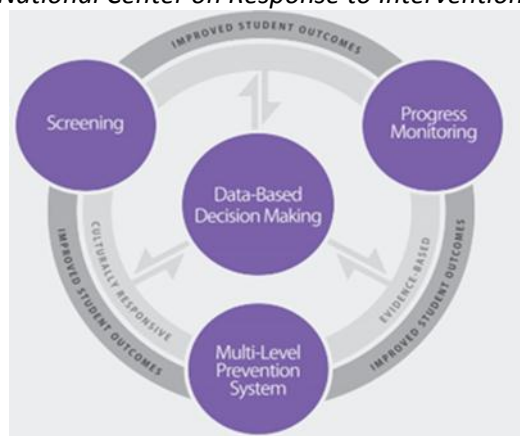 National Center on Response to Intervention
IMPROVED STUDENT OUTCOMES
Screening
Progress
Monitoring
Data-Based
Decision Making
IMPROVED STUDENT OUTCOMES
CULTURALLY RESPONSIVE
EVIDENCE-BASED
IMPROVED STUDENT OUTCOMES
Multi-Level
Prevention
System